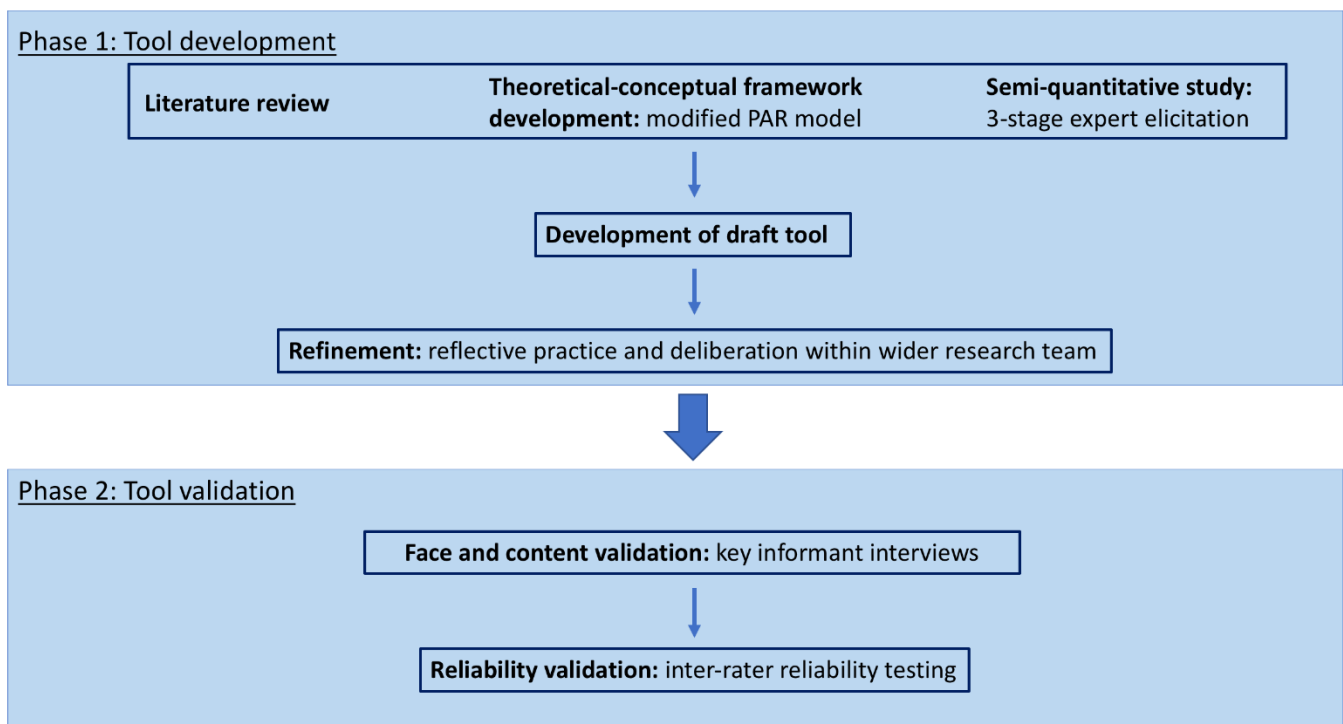 Phase 1: Tool development
Literature review
Theoretical-conceptual framework
development: modified PAR model
Semi-quantitative study:
3-stage expert elicitation
Development of draft tool
Refinement: reflective practice and deliberation within wider research team
Phase 2: Tool validation
Face and content validation: key informant interviews
Reliability validation: inter-rater reliability testing